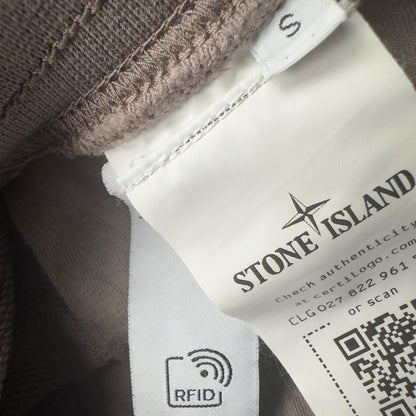 S
STONE ISLAND
Check authenticity
at certilogo.com
CLG 027 822 961
or scan
RFID